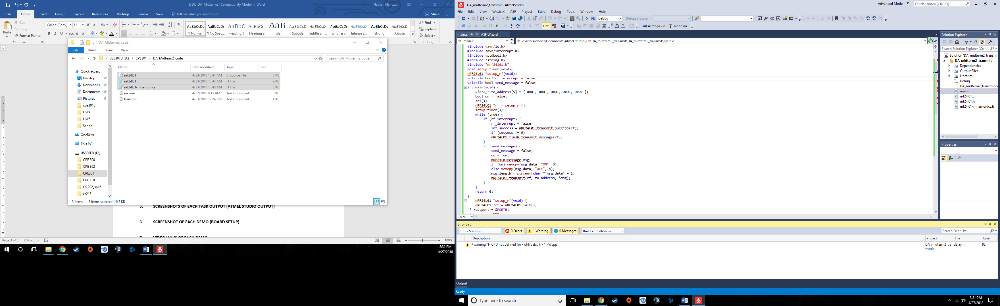 DOC_DA_Midterm2 [Compatibility Mode] - Word
Nathan Hanuscin
File Home Insert Design Layout References Mailings Review View Tell me what you want to do Share
Paste
Cut
Copy
Format Painter
Clipboard
Calibri (Body) 11
AaBbCcDc AaBbCcDc AaBbC AaBbCcI AaB AaBbCcD AaBbCcDc AaBbCcDc AaBbCcDc AaBbCcDc AaBbCcDc
¶ Normal ¶ No Spac... Heading 1 Heading 2 Title Subtitle Subtle Em... Emphasis Intense E... Strong Quote
Find
Replace
Select
Editing
DA_Midterm2_code
File Home Share View
USB30FD (D:) CPE301 DA_Midterm2_code
Search DA_Midterm2_code
Name Date modified Type Size
nrf24l01 4/23/2018 10:44 AM C Source File 7 KB
nrf24l01 4/23/2018 10:44 AM H File 2 KB
nrf24l01-mnemonics 4/23/2018 10:45 AM H File 3 KB
recieve 4/27/2018 9:15 AM Text Document 3 KB
transmit 4/23/2018 12:24 PM Text Document 4 KB
Quick access
Desktop
Downloads
Documents
Pictures
cpe301L
HW4
HW5
School
OneDrive
This PC
USB30FD (D:)
CPE 300
CPE 302
CPE301
CPE301L
CS 202_sp16
cs218
5 items 3 items selected 10.7 KB
5. SCREENSHOTS OF EACH TASK OUTPUT (ATMEL STUDIO OUTPUT)
6. SCREENSHOT OF EACH DEMO (BOARD SETUP)
7. VIDEO LINKS OF EACH DEMO
Page 3 of 3 206 words
100%
3:31 PM
4/27/2018
DA_midterm2_transmit - AtmelStudio
Advanced Mode
Quick Launch (Ctrl+Q)
File Edit View VAssistX ASF Project Build Debug Tools Window Help
Debug Debug Browser
Hex ATmega328 None on
main.c ASF Wizard
main.c c:\users\owner\Documents\Atmel Studio\7.0\DA_midterm2_transmit\DA_midterm2_transmit\main.c Go
#include <avr/io.h>
#include <avr/interrupt.h>
#include <stdbool.h>
#include <string.h>
#include "nrf24l01.h"
void setup_timer(void);
nRF24L01 *setup_rf(void);
volatile bool rf_interrupt = false;
volatile bool send_message = false;
int main(void) {
uint8_t to_address[5] = { 0x01, 0x01, 0x01, 0x01, 0x01 };
bool on = false;
sei();
nRF24L01 *rf = setup_rf();
setup_timer();
while (true) {
if (rf_interrupt) {
rf_interrupt = false;
int success = nRF24L01_transmit_success(rf);
if (success != 0)
nRF24L01_flush_transmit_message(rf);
}
if (send_message) {
send_message = false;
on = !on;
nRF24L01Message msg;
if (on) memcpy(msg.data, "ON", 3);
else memcpy(msg.data, "OFF", 4);
msg.length = strlen((char *)msg.data) + 1;
nRF24L01_transmit(rf, to_address, &msg);
}
}
return 0;
}
nRF24L01 *setup_rf(void) {
nRF24L01 *rf = nRF24L01_init();
rf->ss.port = &PORTB;
rf->ss.pin = PB2;
100 %
Solution Explorer
Search Solution Explorer (Ctrl+;
Solution 'DA_midterm2_transmit
DA_midterm2_transmit
Dependencies
Output Files
Libraries
Debug
DA_midterm2_transmit.co
main.c
nrf24l01.c
nrf24l01.h
nrf24l01-mnemonics.h
Properties
Error List
Entire Solution 0 Errors 1 Warning 0 Messages Build + IntelliSense Search Error List
Description Project File Line
#warning "F_CPU not defined for <util/delay.h>" [-Wcpp] DA_midterm2_tra delay.h 92
nsmit
Output
Ready
Type here to search
3:31 PM
4/27/2018